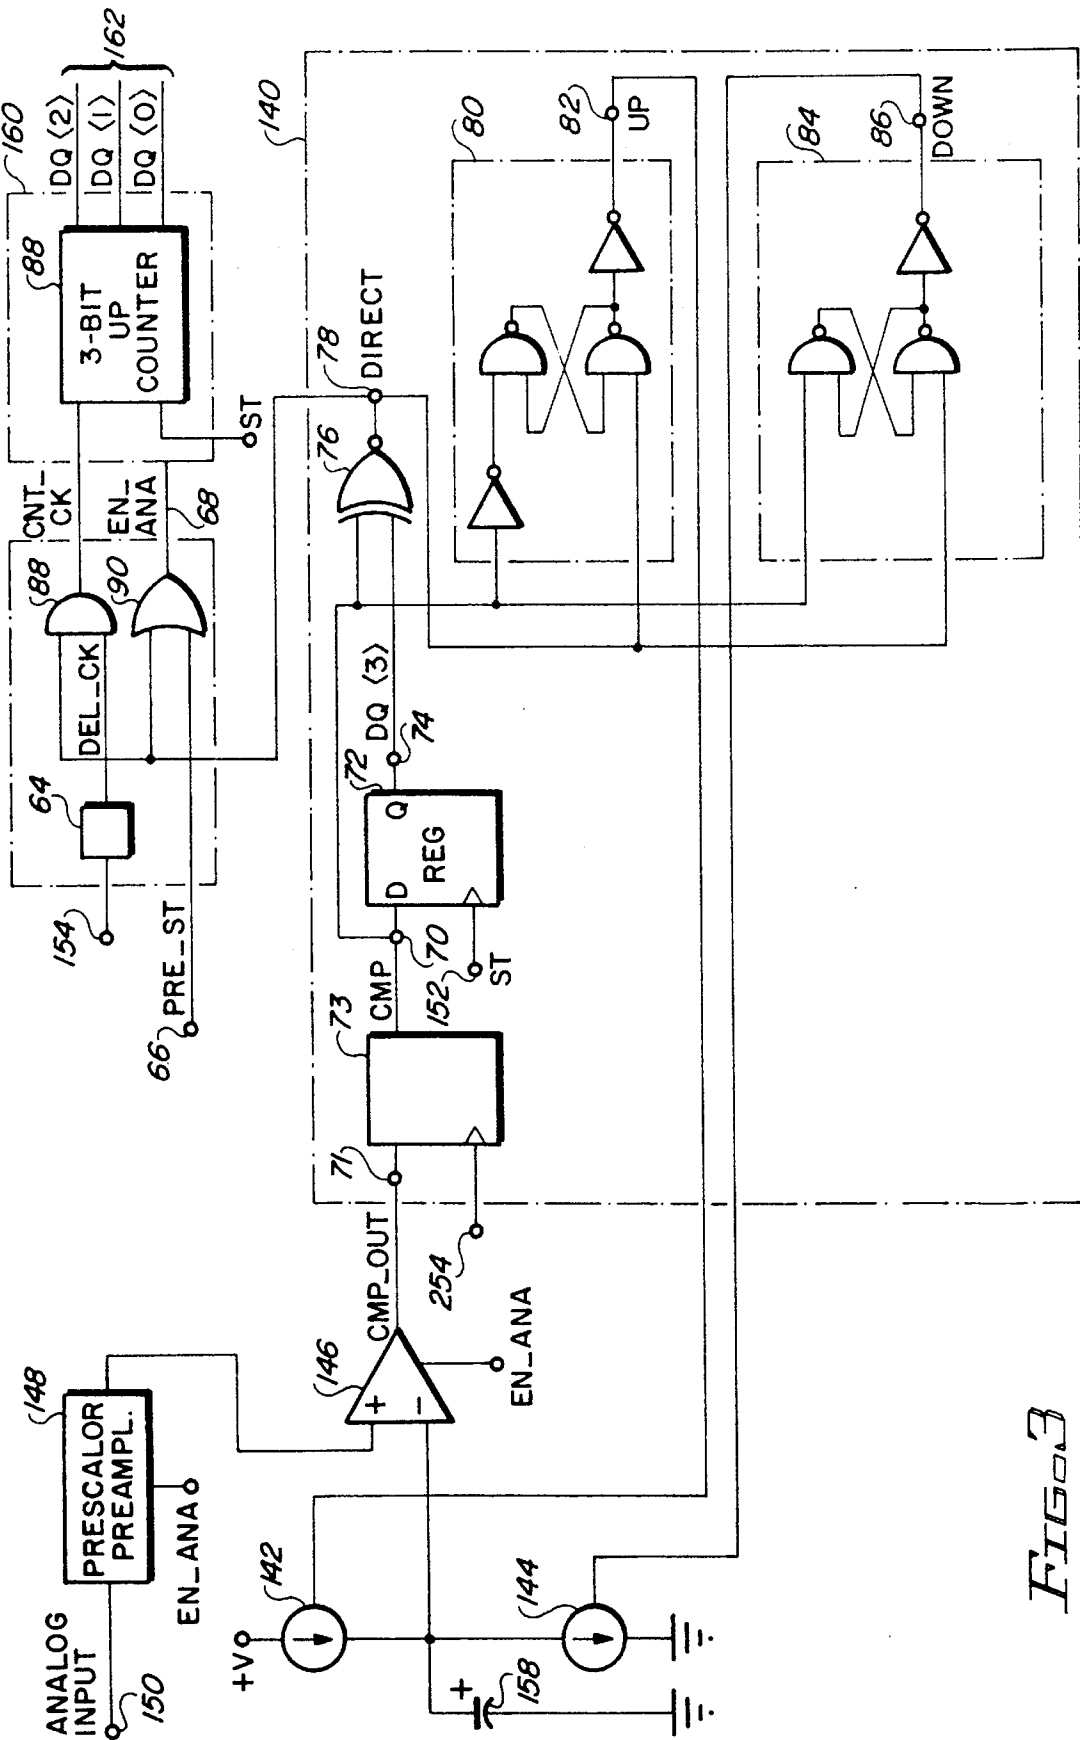 ANALOG
INPUT
150
PRESCALOR
PREAMPL.
148
EN_ANA
+V
142
144
+
158
146
+
−
EN_ANA
CMP_OUT
71
254
73
CMP
70
152
ST
D
Q
REG
72
74
DQ ⟨3⟩
76
78
DIRECT
140
80
82
UP
84
86
DOWN
66
PRE_ST
154
64
DEL_CK
88
90
CNT_
CK
EN_
ANA
68
ST
88
3-BIT
UP
COUNTER
160
DQ ⟨2⟩
DQ ⟨1⟩
DQ ⟨0⟩
162
FIG-3